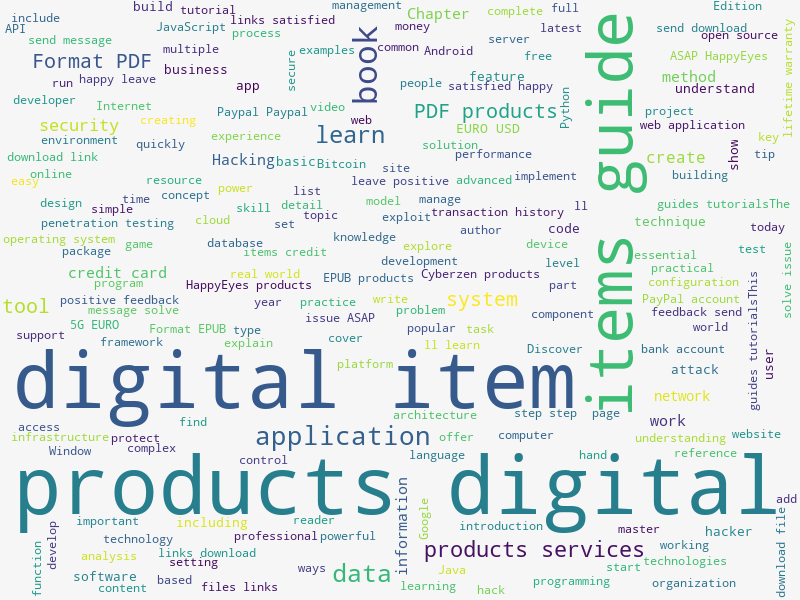 include
build
tutorial
management
Chapter
complete
full
Edition
API
JavaScript
links satisfied
money
latest
send download
open source
send message
process
multiple
examples
common
Android
server
free
Format PDF
business
secure
book
feature
ASAP HappyEyes
method
lifetime warranty
run
happy leave
app
people
satisfied happy
understand
developer
Internet
Paypal Paypal
video
web
PDF products
Python
guide
project
security
creating
learn
EURO USD
web application
key
environment
quickly
experience
solution
performance
create
show
tip
download link
Hacking
basic
Bitcoin
site
building
online
resource
power
list
leave positive
advanced
implement
easy
concept
design
time
skill
detail
model
manage
guides tutorialsThe
simple
set
topic
exploit
transaction history
ll
technique
today
penetration testing
cloud
author
code
operating system
game
database
knowledge
explore
device
items
essential
test
package
items credit
development
level
practical
credit card
real world
EPUB products
Cyberzen products
configuration
program
HappyEyes products
part
PayPal account
solve issue
tool
positive feedback
year
practice
write
system
feedback send
message solve
issue ASAP
problem
component
world
5G EURO
Format EPUB
type
popular
task
guides tutorialsThis
support
framework
explain
cover
ll learn
Discover
bank account
user
digital item
platform
attack
network
access
find
architecture
step step
page
work
infrastructure
protect
application
offer
computer
understanding
website
Window
complex
control
language
hand
reference
products digital
information
Google
add
important
including
reader
introduction
master
hacker
function
develop
technology
professional
powerful
products services
working
download file
analysis
links download
setting
ways
data
Java
start
technologies
software
based
content
files links
learning
hack
programming
organization